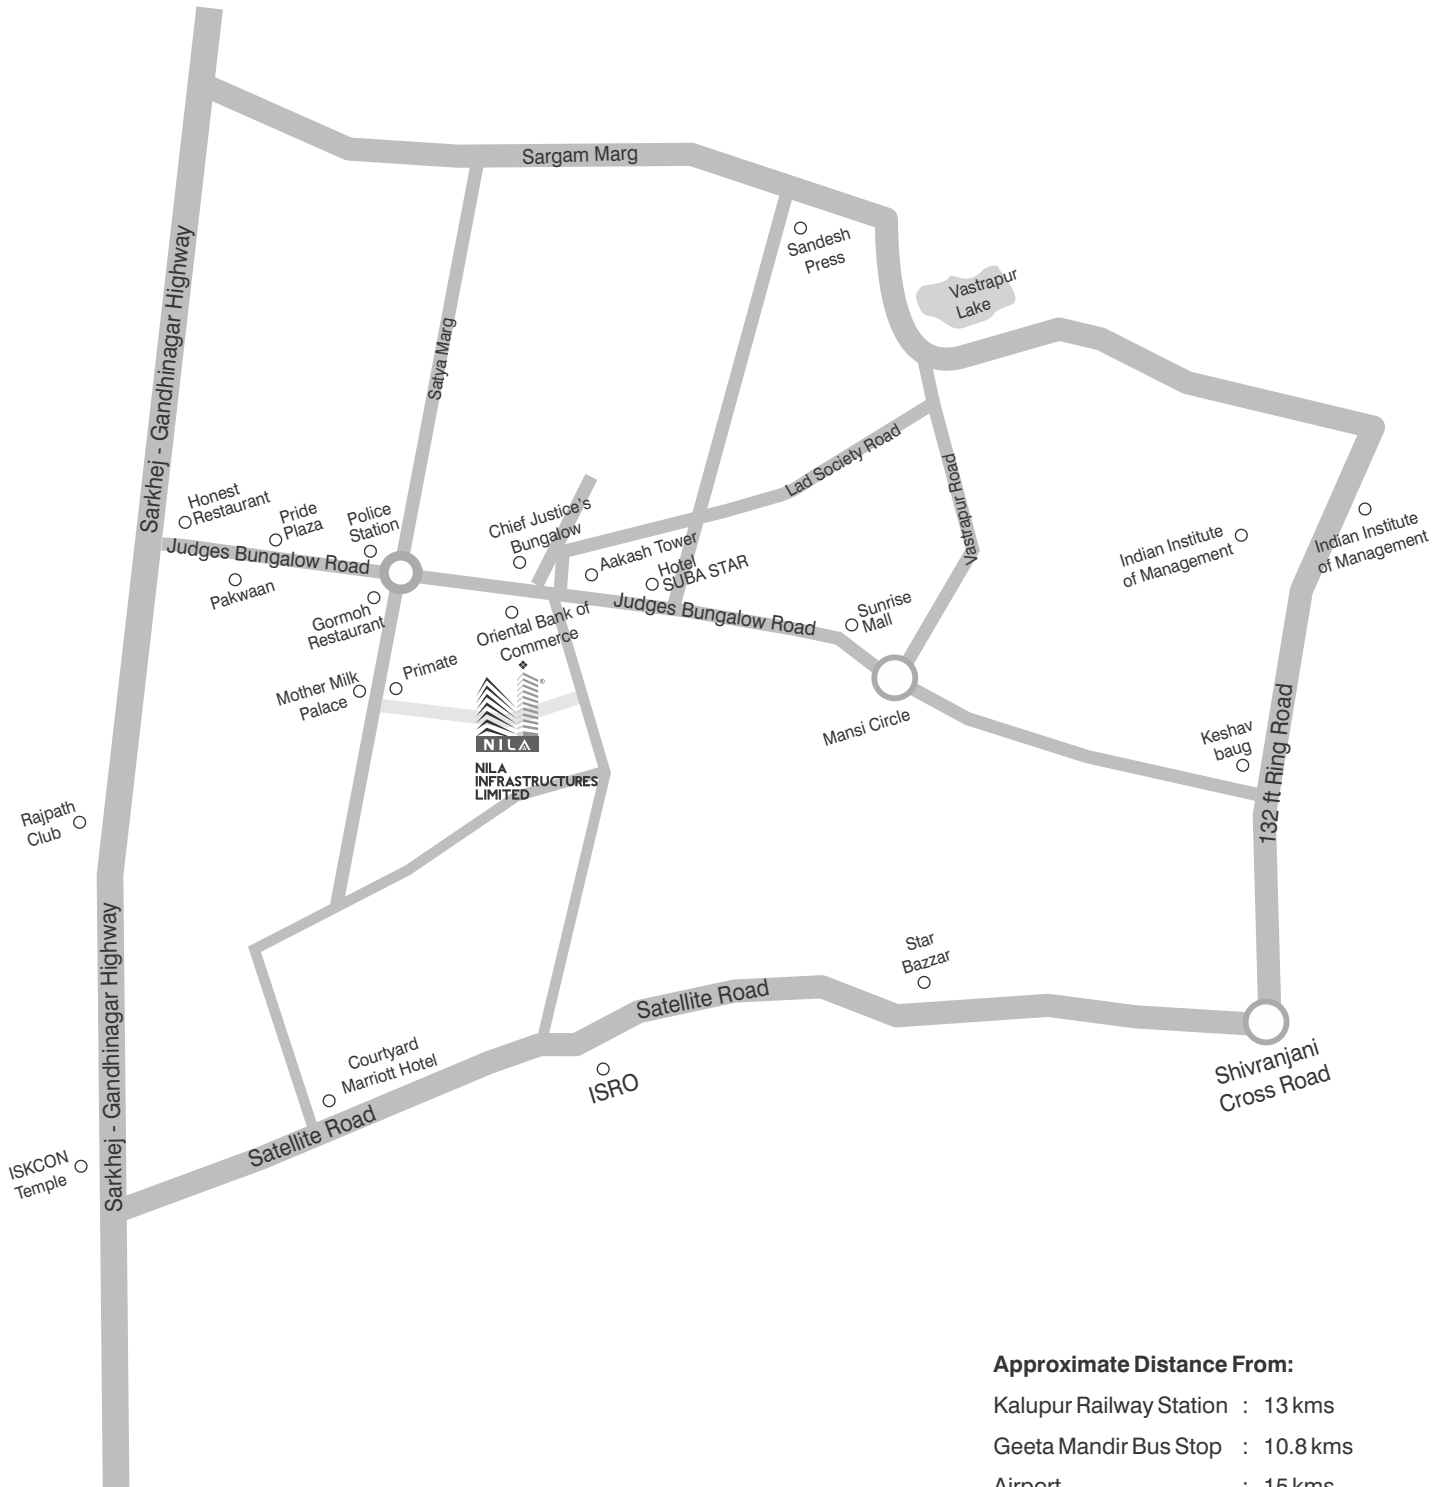 Sargam Marg
Sandesh
Press
Vastrapur
Lake
Sarkhej - Gandhinagar Highway
Satya Marg
Lad Society Road
Vastrapur Road
Honest
Restaurant
Pride
Plaza
Police
Station
Chief Justice's
Bungalow
Aakash Tower
Hotel
SUBA STAR
Indian Institute
of Management
Indian Institute
of Management
Judges Bungalow Road
Pakwaan
Gormoh
Restaurant
Oriental Bank of
Commerce
Judges Bungalow Road
Sunrise
Mall
Mother Milk
Palace
Primate
NILA
®
NILA
INFRASTRUCTURES
LIMITED
Mansi Circle
Keshav
baug
132 ft Ring Road
Rajpath
Club
Sarkhej - Gandhinagar Highway
Star
Bazzar
Satellite Road
Courtyard
Marriott Hotel
ISRO
Shivranjani
Cross Road
Satellite Road
ISKCON
Temple
Approximate Distance From:
Kalupur Railway Station : 13 kms
Geeta Mandir Bus Stop : 10.8 kms
Airport : 15 kms